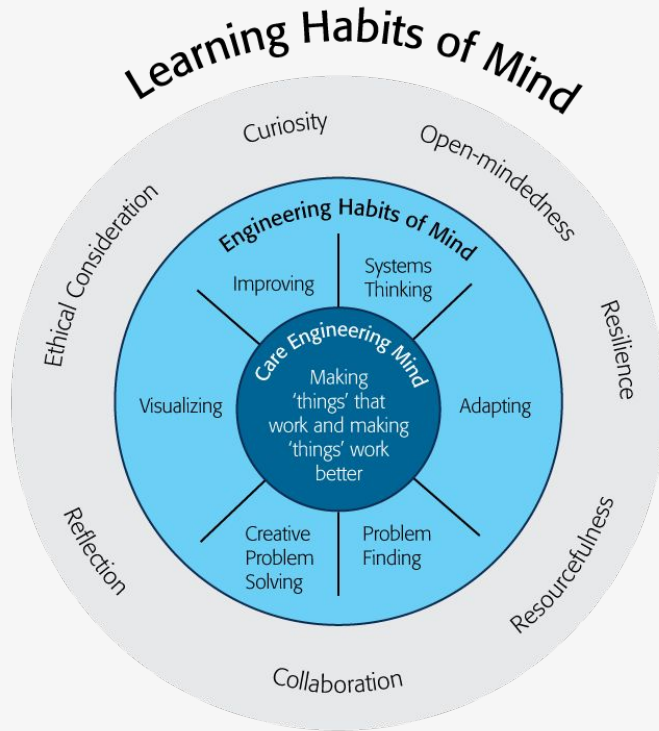 Learning Habits of Mind
Curiosity
Open-mindedness
Resilience
Resourcefulness
Collaboration
Reflection
Ethical Consideration
Engineering Habits of Mind
Improving
Systems
Thinking
Adapting
Problem
Finding
Creative
Problem
Solving
Visualizing
Care Engineering Mind
Making
'things' that
work and making
'things' work
better